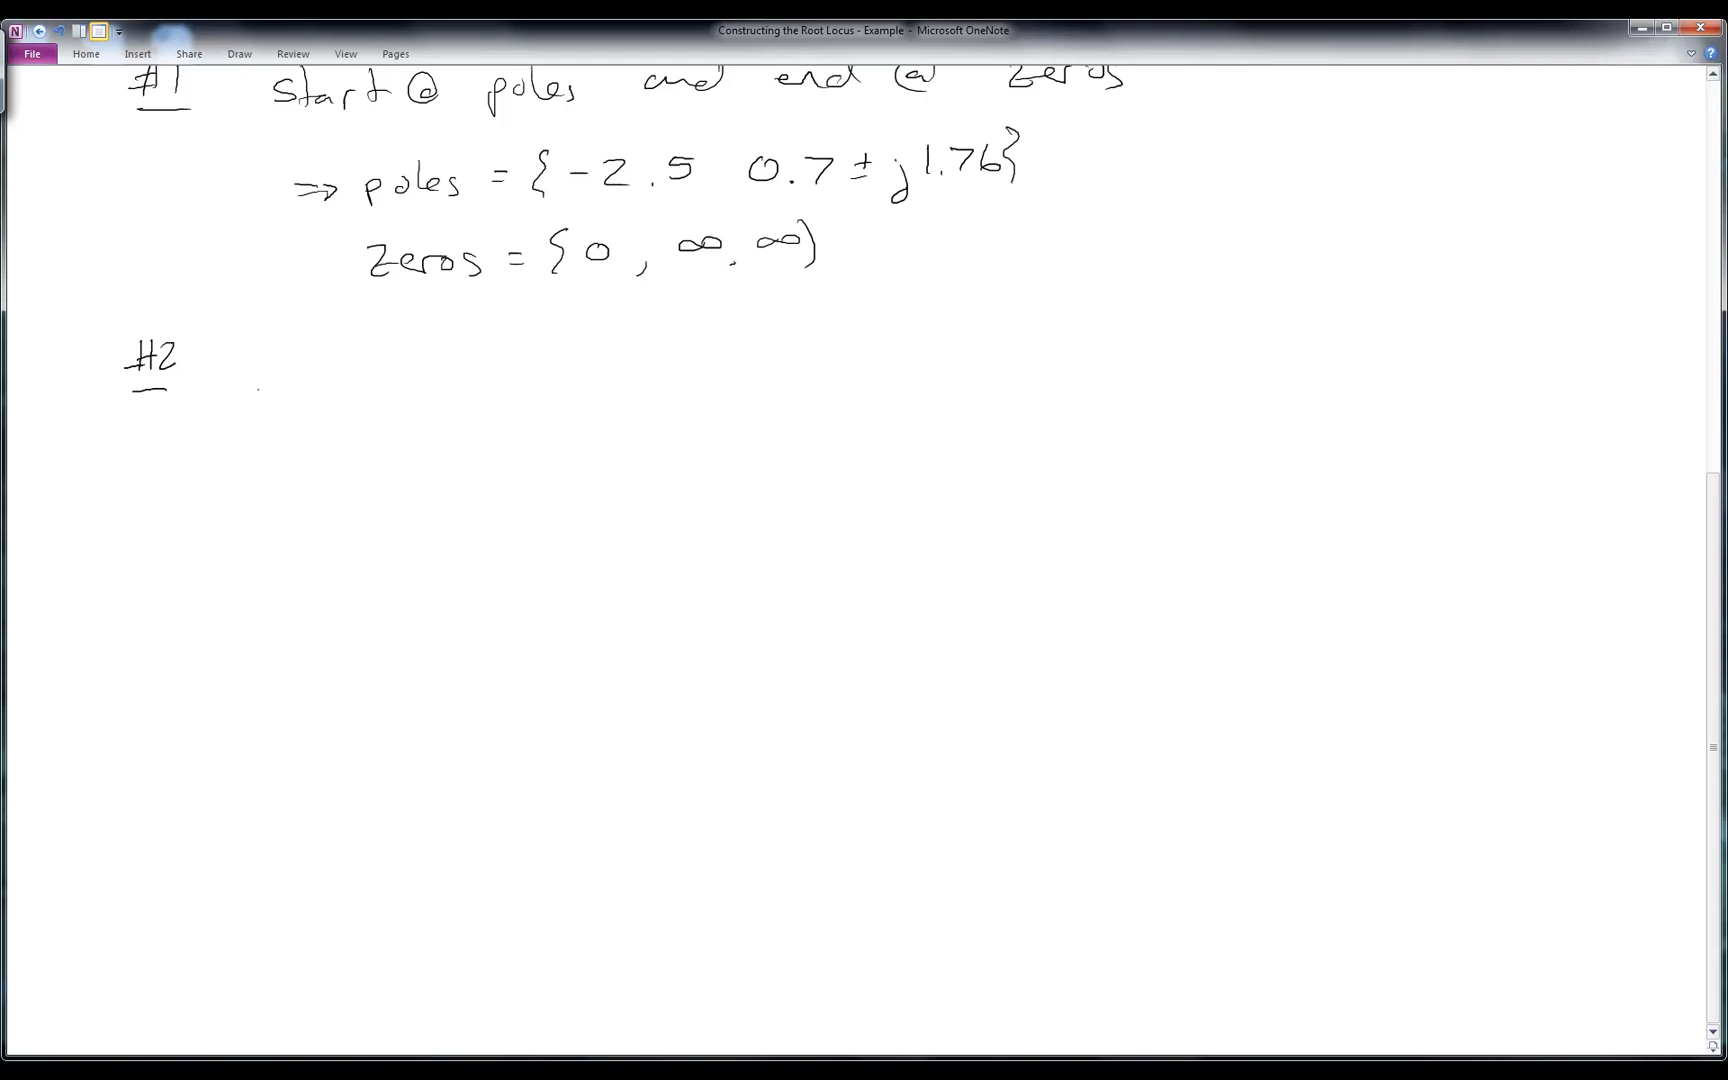 Constructing the Root Locus - Example - Microsoft OneNote
File Home Insert Share Draw Review View Pages
#1 Start @ poles and end @ zeros
⇒ poles = {-2.5 0.7 ± j1.76}
zeros = {0, ∞, ∞)
#2